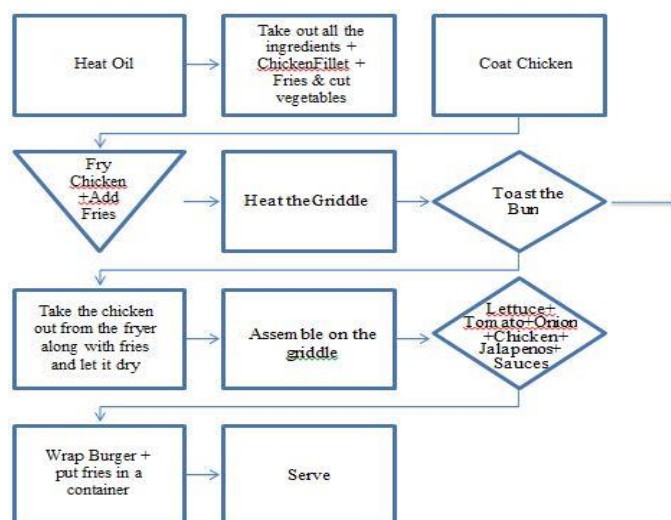 Heat Oil
Take out all the
ingredients +
ChickenFillet +
Fries & cut
vegetables
Coat Chicken
Fry
Chicken
+Add
Fries
Heat the Griddle
Toast the
Bun
Take the chicken
out from the fryer
along with fries
and let it dry
Assemble on the
griddle
Lettuce+
Tomato+Onion
+Chicken+
Jalapenos+
Sauces
Wrap Burger +
put fries in a
container
Serve